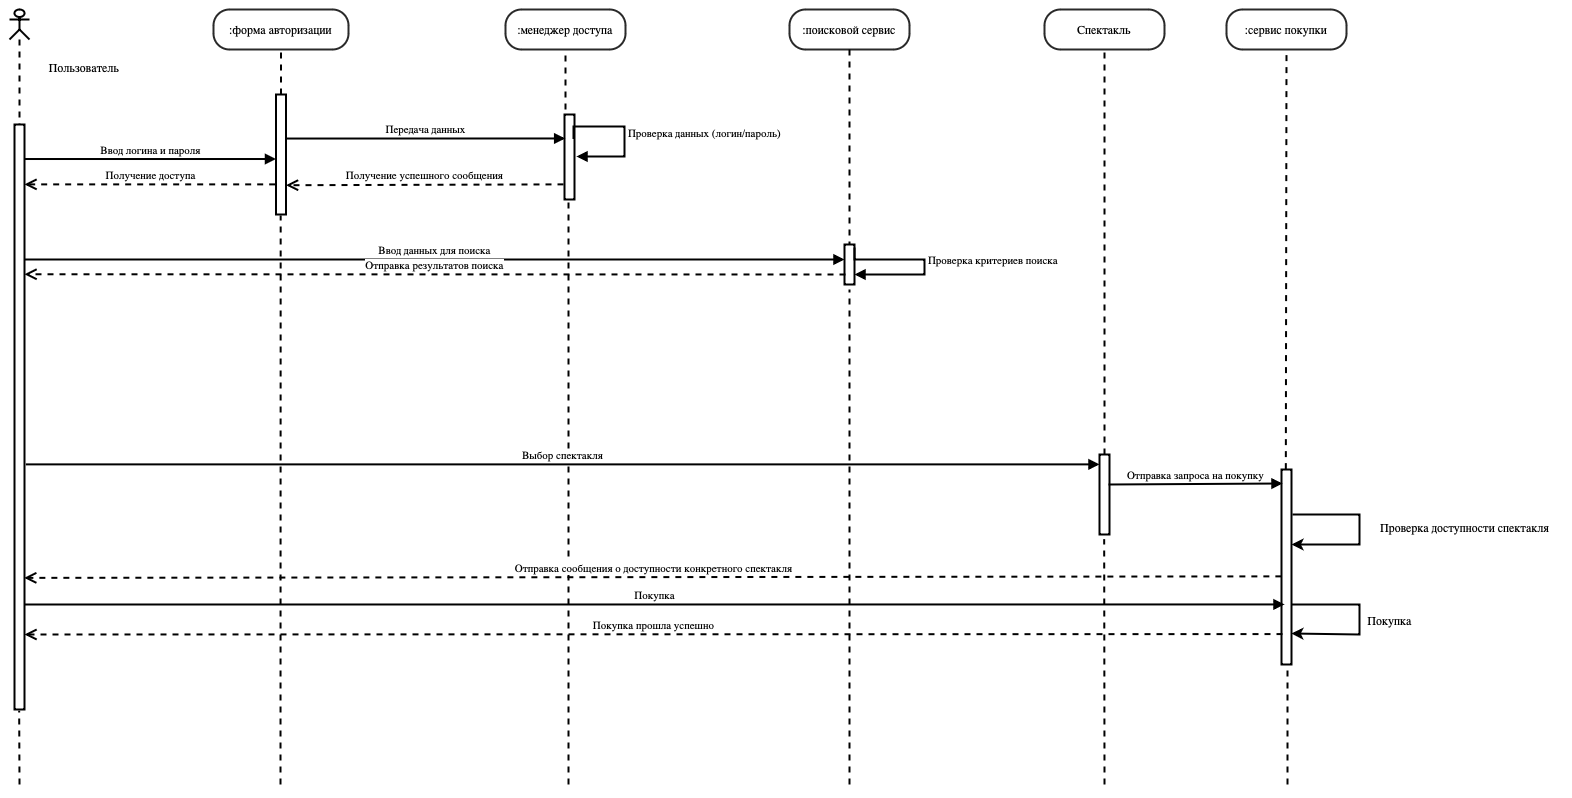 :форма авторизации
:менеджер доступа
:поисковой сервис
Спектакль
:сервис покупки
Пользователь
Передача данных
Проверка данных (логин/пароль)
Ввод логина и пароля
Получение доступа
Получение успешного сообщения
Ввод данных для поиска
Отправка результатов поиска
Проверка критериев поиска
Выбор спектакля
Отправка запроса на покупку
Проверка доступности спектакля
Отправка сообщения о доступности конкретного спектакля
Покупка
Покупка
Покупка прошла успешно